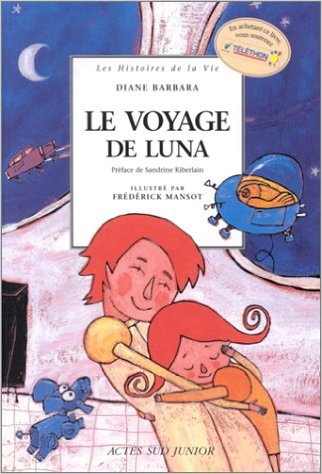 En achetant ce livre,
vous soutenez
TÉLÉTHON
Les Histoires de la Vie
DIANE BARBARA
LE VOYAGE
DE LUNA
Préface de Sandrine Kiberlain
ILLUSTRÉ PAR
FRÉDÉRICK MANSOT
ACTES SUD JUNIOR